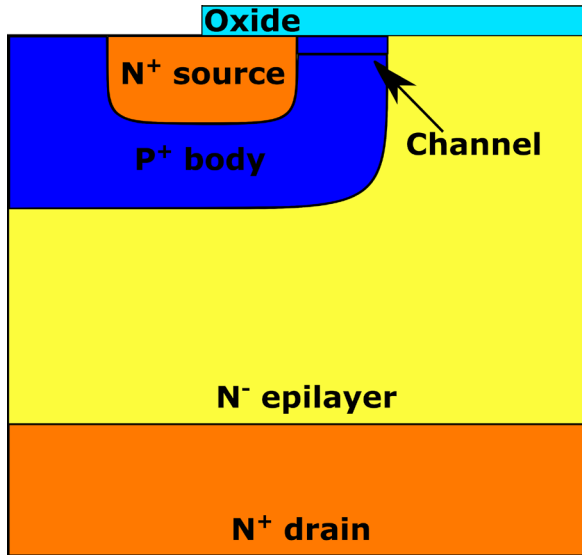 Oxide
N⁺ source
Channel
P⁺ body
N⁻ epilayer
N⁺ drain